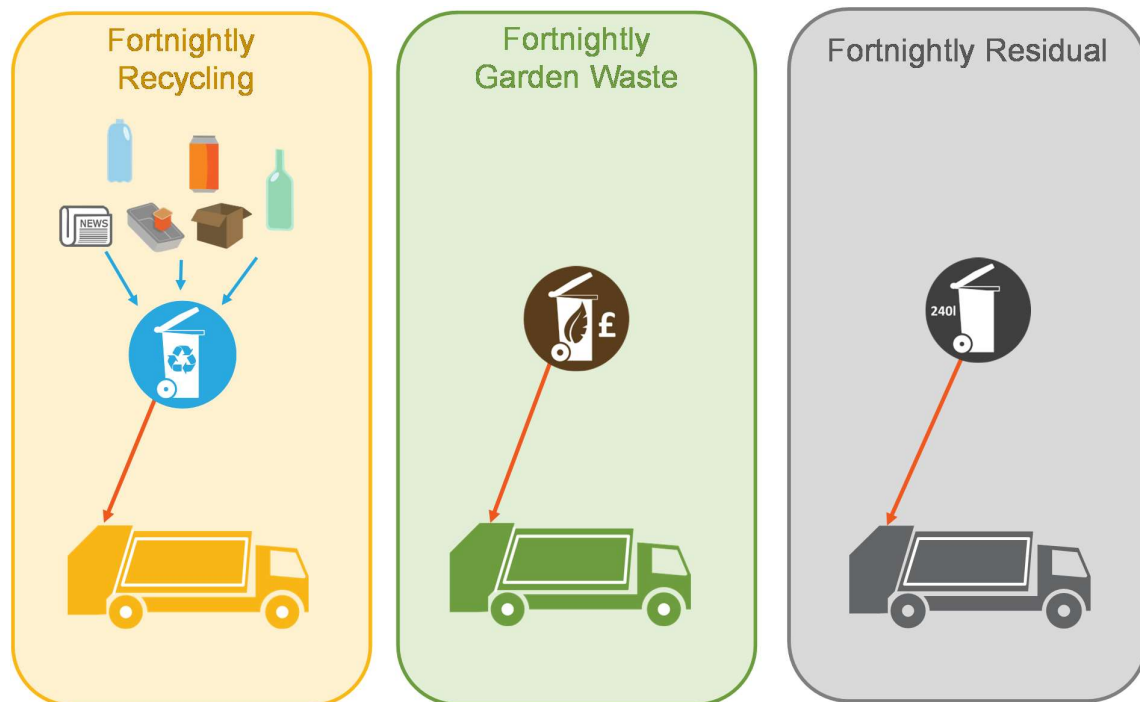 Fortnightly
Recycling
NEWS
Fortnightly
Garden Waste
£
Fortnightly Residual
240l